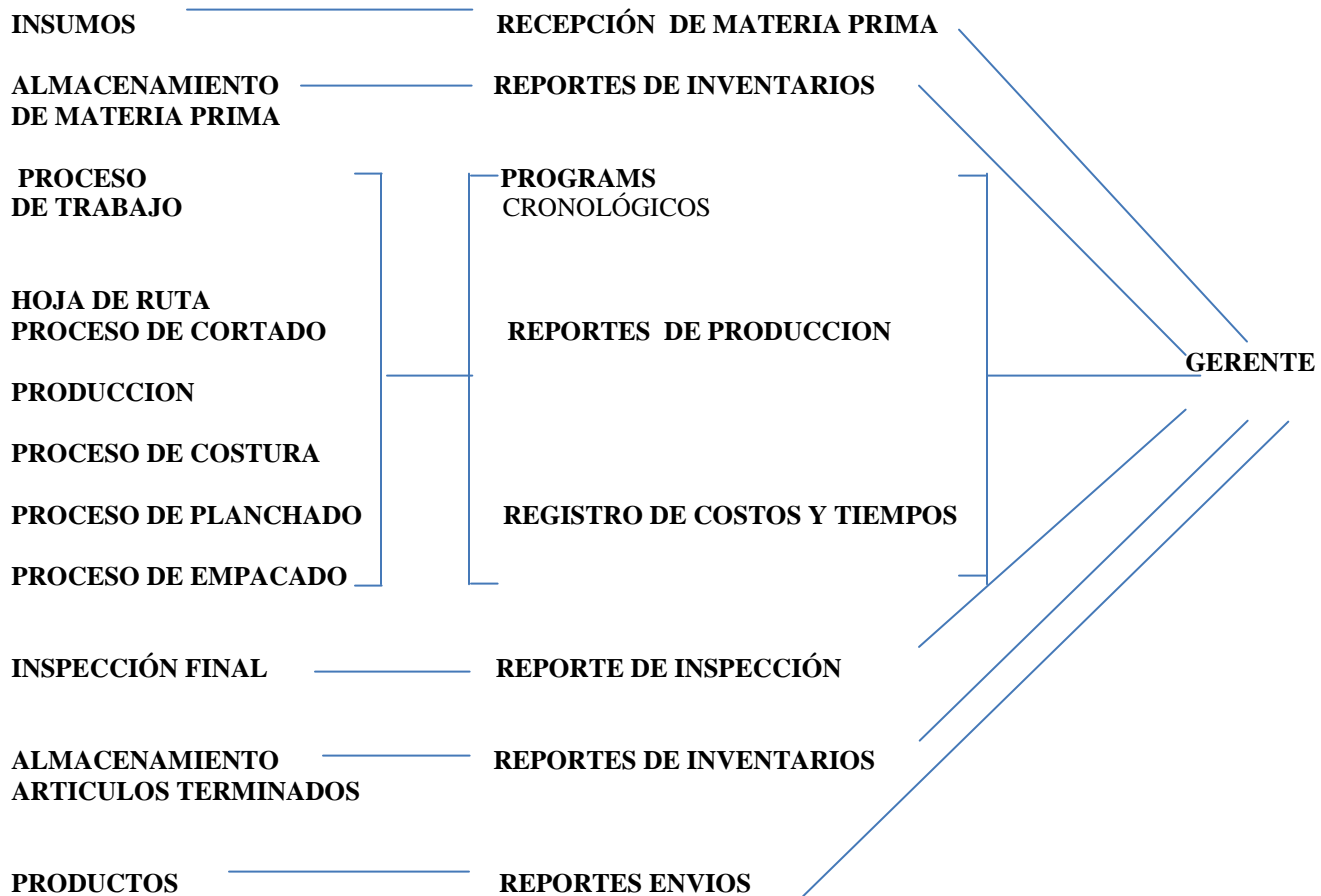 INSUMOS RECEPCIÓN DE MATERIA PRIMA
ALMACENAMIENTO REPORTES DE INVENTARIOS
DE MATERIA PRIMA
PROCESO PROGRAMS
DE TRABAJO CRONOLÓGICOS
HOJA DE RUTA
PROCESO DE CORTADO REPORTES DE PRODUCCION
GERENTE
PRODUCCION
PROCESO DE COSTURA
PROCESO DE PLANCHADO REGISTRO DE COSTOS Y TIEMPOS
PROCESO DE EMPACADO
INSPECCIÓN FINAL REPORTE DE INSPECCIÓN
ALMACENAMIENTO REPORTES DE INVENTARIOS
ARTICULOS TERMINADOS
PRODUCTOS REPORTES ENVIOS